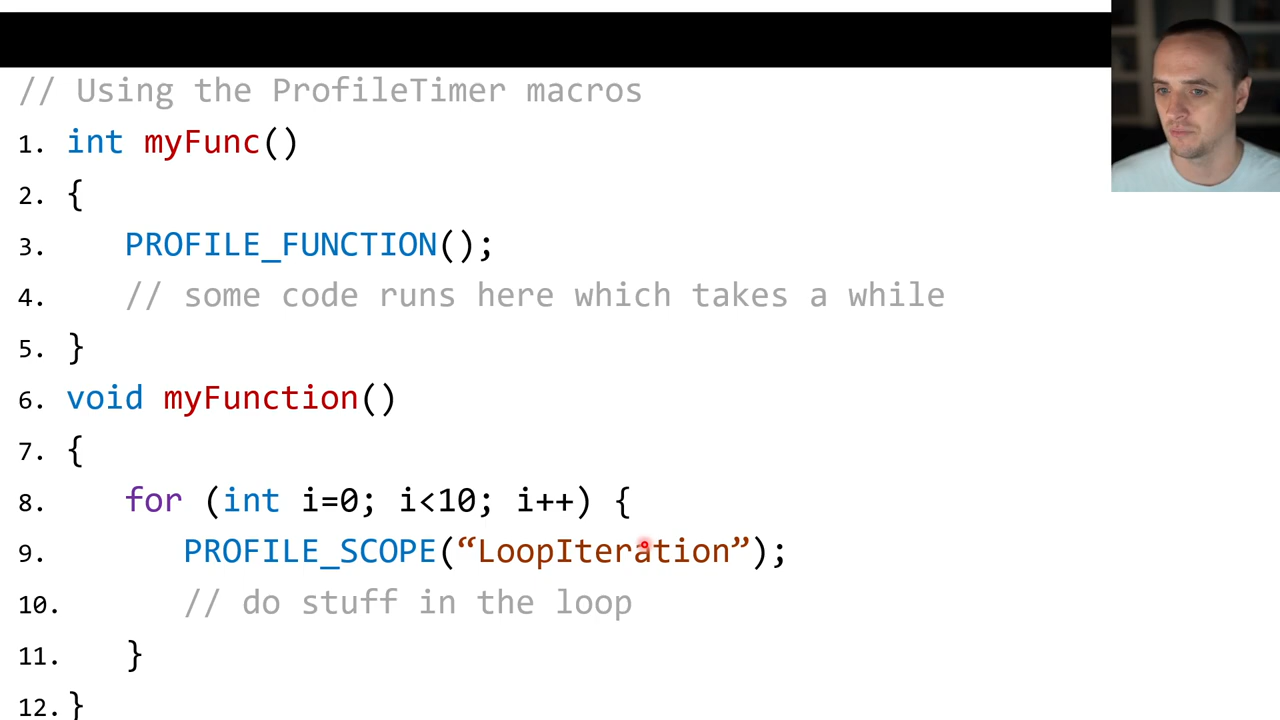 // Using the ProfileTimer macros
1. int myFunc()
2. {
3. PROFILE_FUNCTION();
4. // some code runs here which takes a while
5. }
6. void myFunction()
7. {
8. for (int i=0; i<10; i++) {
9. PROFILE_SCOPE(“LoopIteration”);
10. // do stuff in the loop
11. }
12. }